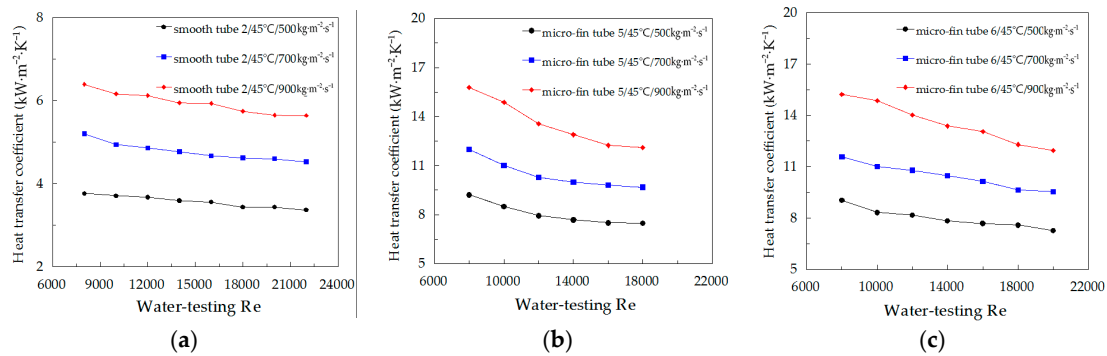 8
6
4
2
Heat transfer coefficient (kW·m⁻²·K⁻¹)
smooth tube 2/45°C/500kg·m⁻²·s⁻¹
smooth tube 2/45°C/700kg·m⁻²·s⁻¹
smooth tube 2/45°C/900kg·m⁻²·s⁻¹
6000 9000 12000 15000 18000 21000 24000
Water-testing Re
(a)
20
17
14
11
8
5
Heat transfer coefficient (kW·m⁻²·K⁻¹)
micro-fin tube 5/45°C/500kg·m⁻²·s⁻¹
micro-fin tube 5/45°C/700kg·m⁻²·s⁻¹
micro-fin tube 5/45°C/900kg·m⁻²·s⁻¹
6000 10000 14000 18000 22000
Water-testing Re
(b)
20
17
14
11
8
5
Heat transfer coefficient (kW·m⁻²·K⁻¹)
micro-fin tube 6/45°C/500kg·m⁻²·s⁻¹
micro-fin tube 6/45°C/700kg·m⁻²·s⁻¹
micro-fin tube 6/45°C/900kg·m⁻²·s⁻¹
6000 10000 14000 18000 22000
Water-testing Re
(c)